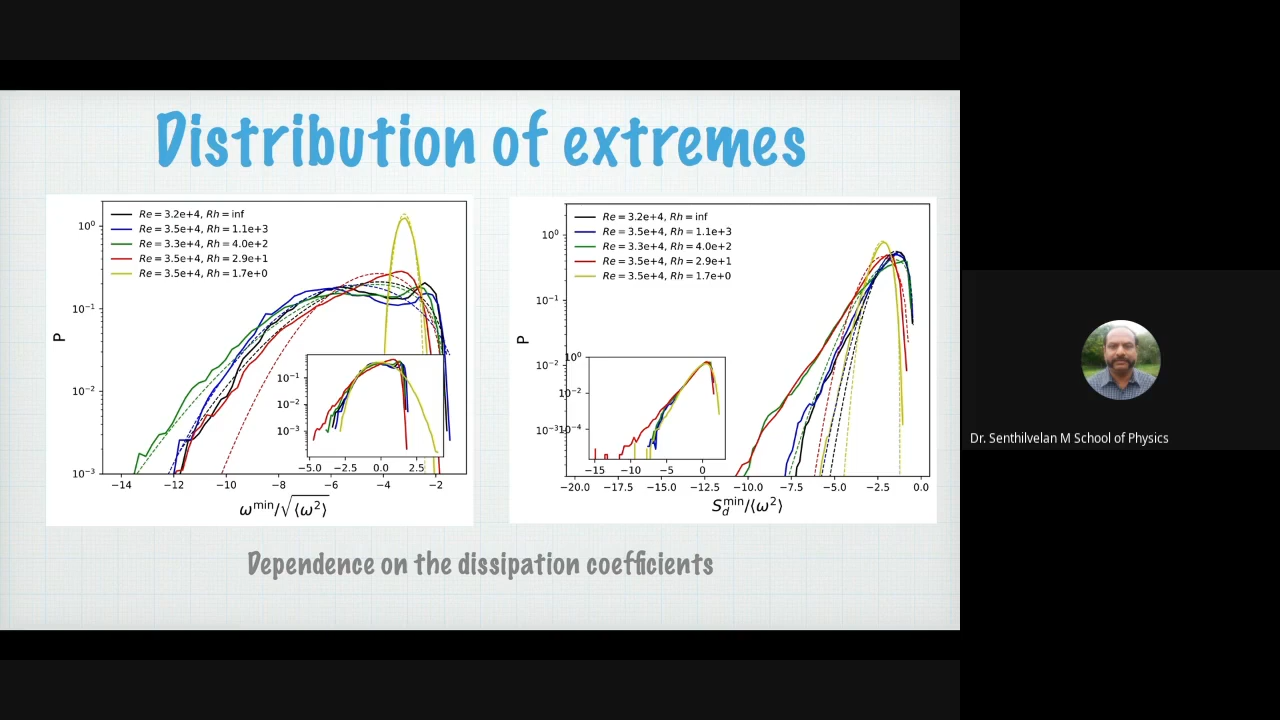 Distribution of extremes
Re = 3.2e+4, Rh = inf
Re = 3.5e+4, Rh = 1.1e+3
Re = 3.3e+4, Rh = 4.0e+2
Re = 3.5e+4, Rh = 2.9e+1
Re = 3.5e+4, Rh = 1.7e+0
10⁰
10⁻¹
10⁻²
10⁻³
P
10⁻¹
10⁻²
10⁻³
−5.0 −2.5 0.0 2.5
−14 −12 −10 −8 −6 −4 −2
ω^min/√⟨ω²⟩
Re = 3.2e+4, Rh = inf
Re = 3.5e+4, Rh = 1.1e+3
Re = 3.3e+4, Rh = 4.0e+2
Re = 3.5e+4, Rh = 2.9e+1
Re = 3.5e+4, Rh = 1.7e+0
10⁰
10⁻¹
10⁻²
P
10⁰
10⁻²
10⁻⁴
−15 −10 −5 0
−20.0 −17.5 −15.0 −12.5 −10.0 −7.5 −5.0 −2.5 0.0
S_d^min/⟨ω²⟩
Dependence on the dissipation coefficients
Dr. Senthilvelan M School of Physics